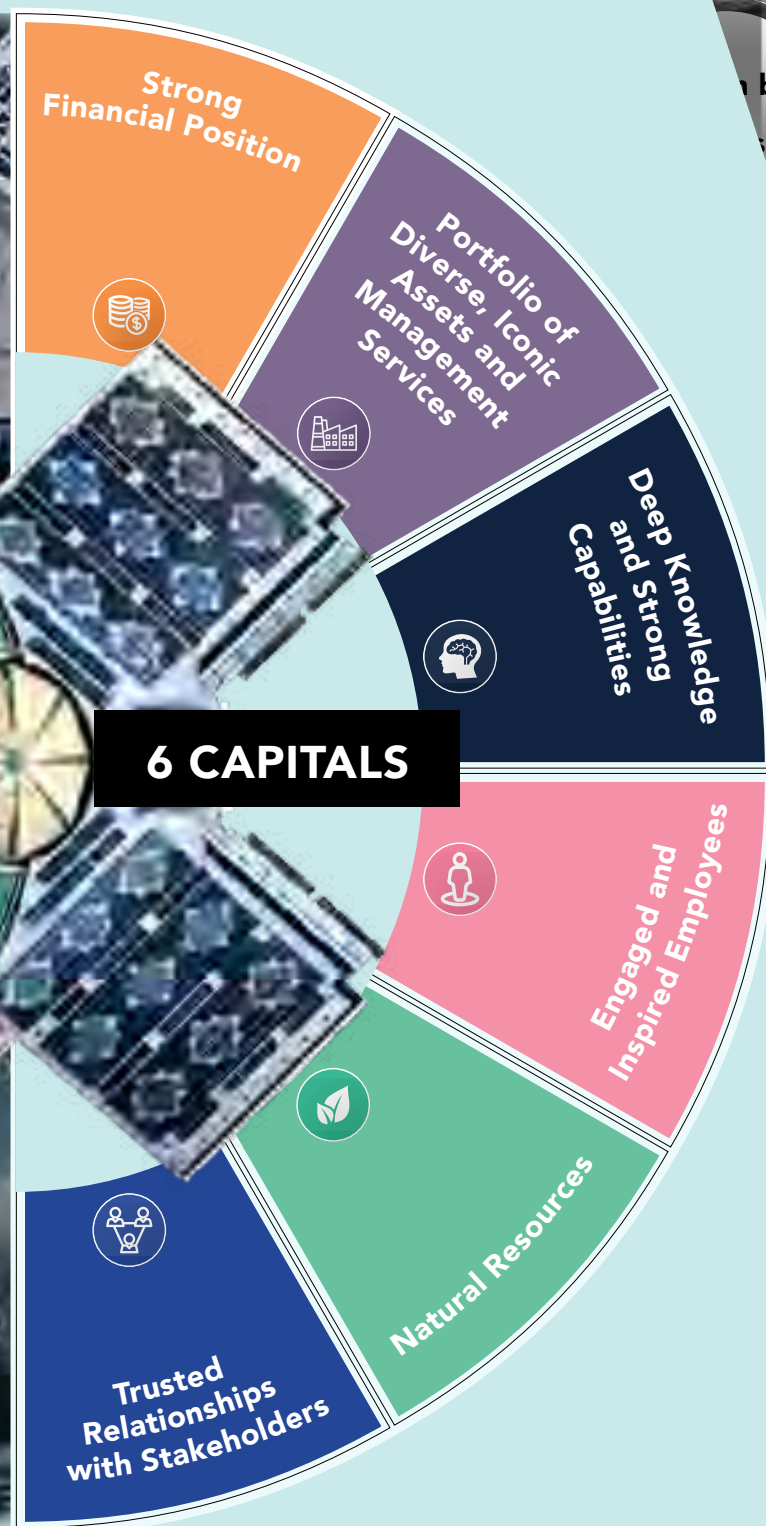 Strong
Financial Position
Portfolio of
Diverse, Iconic
Assets and
Management
Services
Deep Knowledge
and Strong
Capabilities
6 CAPITALS
Engaged and
Inspired Employees
Natural Resources
Trusted
Relationships
with Stakeholders